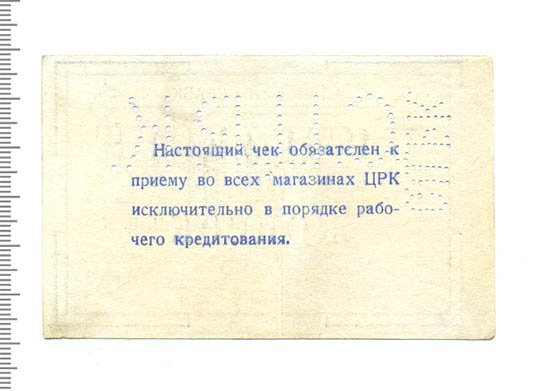 Настоящий чек обязателен к
приему во всех магазинах ЦРК
исключительно в порядке рабо-
чего кредитования.